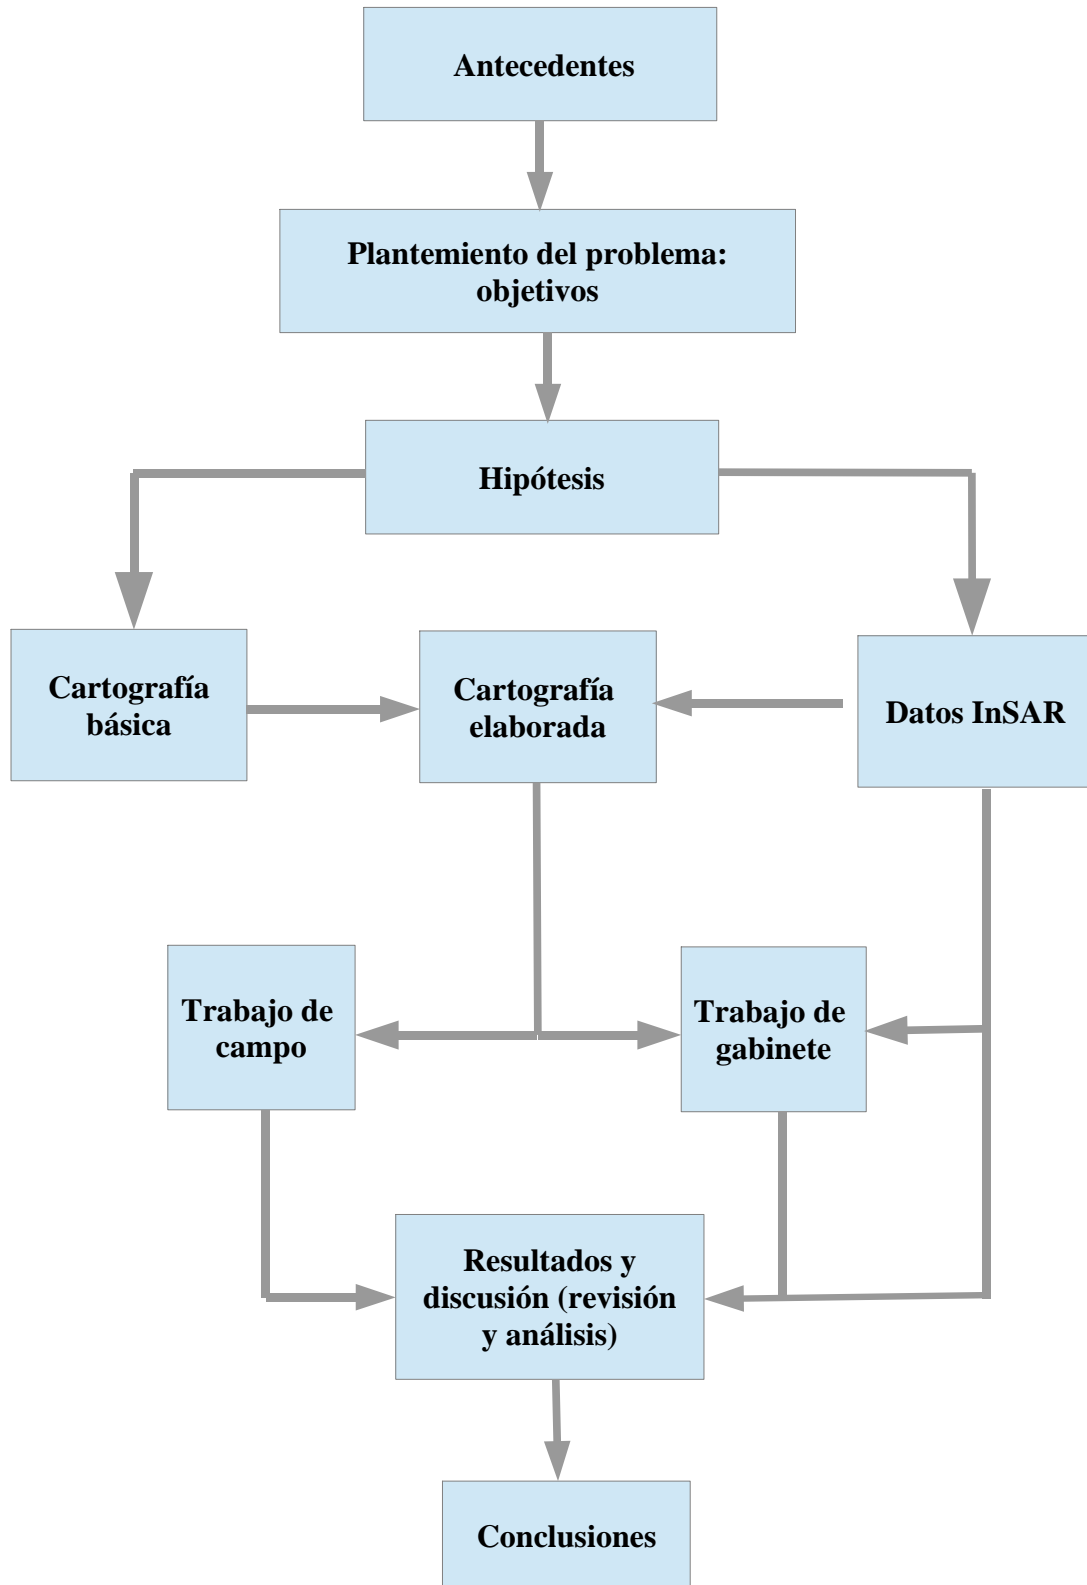 Antecedentes
Plantemiento del problema:
objetivos
Hipótesis
Cartografía
básica
Cartografía
elaborada
Datos InSAR
Trabajo de
campo
Trabajo de
gabinete
Resultados y
discusión (revisión
y análisis)
Conclusiones